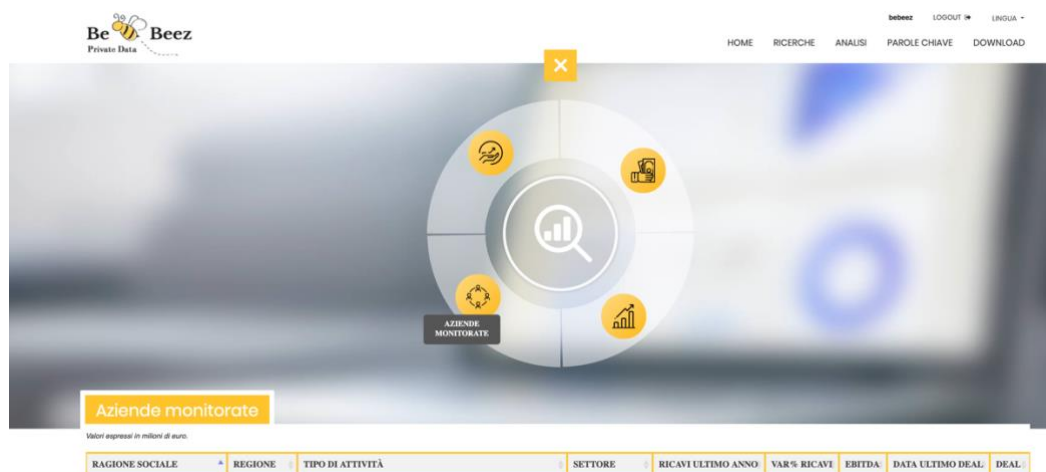 Be Beez
Private Data
bebeez LOGOUT LINGUA
HOME RICERCHE ANALISI PAROLE CHIAVE DOWNLOAD
AZIENDE
MONITORATE
Aziende monitorate
Valori espressi in milioni di euro.
RAGIONE SOCIALE REGIONE TIPO DI ATTIVITÀ SETTORE RICAVI ULTIMO ANNO VAR% RICAVI EBITDA DATA ULTIMO DEAL DEAL